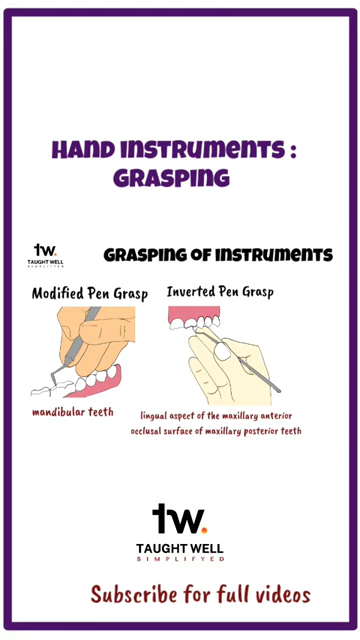 Hand Instruments :
Grasping
tw.
TAUGHT WELL
SIMPLIFYED
Grasping of Instruments
Modified Pen Grasp
Inverted Pen Grasp
mandibular teeth
lingual aspect of the maxillary anterior
occlusal surface of maxillary posterior teeth
tw.
TAUGHT WELL
SIMPLIFYED
Subscribe for full videos